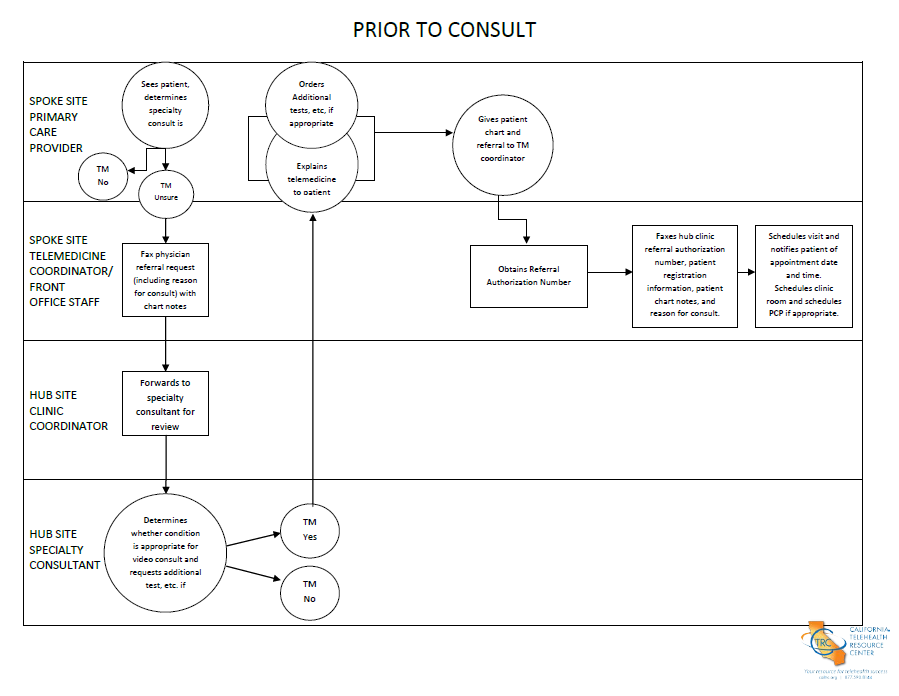 PRIOR TO CONSULT
SPOKE SITE
PRIMARY
CARE
PROVIDER
Sees patient,
determines
specialty
consult is
TM
No
TM
Unsure
Orders
Additional
tests, etc, if
appropriate
Explains
telemedicine
to patient
Gives patient
chart and
referral to TM
coordinator
SPOKE SITE
TELEMEDICINE
COORDINATOR/
FRONT
OFFICE STAFF
Fax physician
referral request
(including reason
for consult) with
chart notes
Obtains Referral
Authorization Number
Faxes hub clinic
referral authorization
number, patient
registration
information, patient
chart notes, and
reason for consult.
Schedules visit and
notifies patient of
appointment date
and time.
Schedules clinic
room and schedules
PCP if appropriate.
HUB SITE
CLINIC
COORDINATOR
Forwards to
specialty
consultant for
review
HUB SITE
SPECIALTY
CONSULTANT
Determines
whether condition
is appropriate for
video consult and
requests additional
test, etc. if
TM
Yes
TM
No
TRC
CALIFORNIA
TELEHEALTH
RESOURCE
CENTER
Your resource for telehealth success